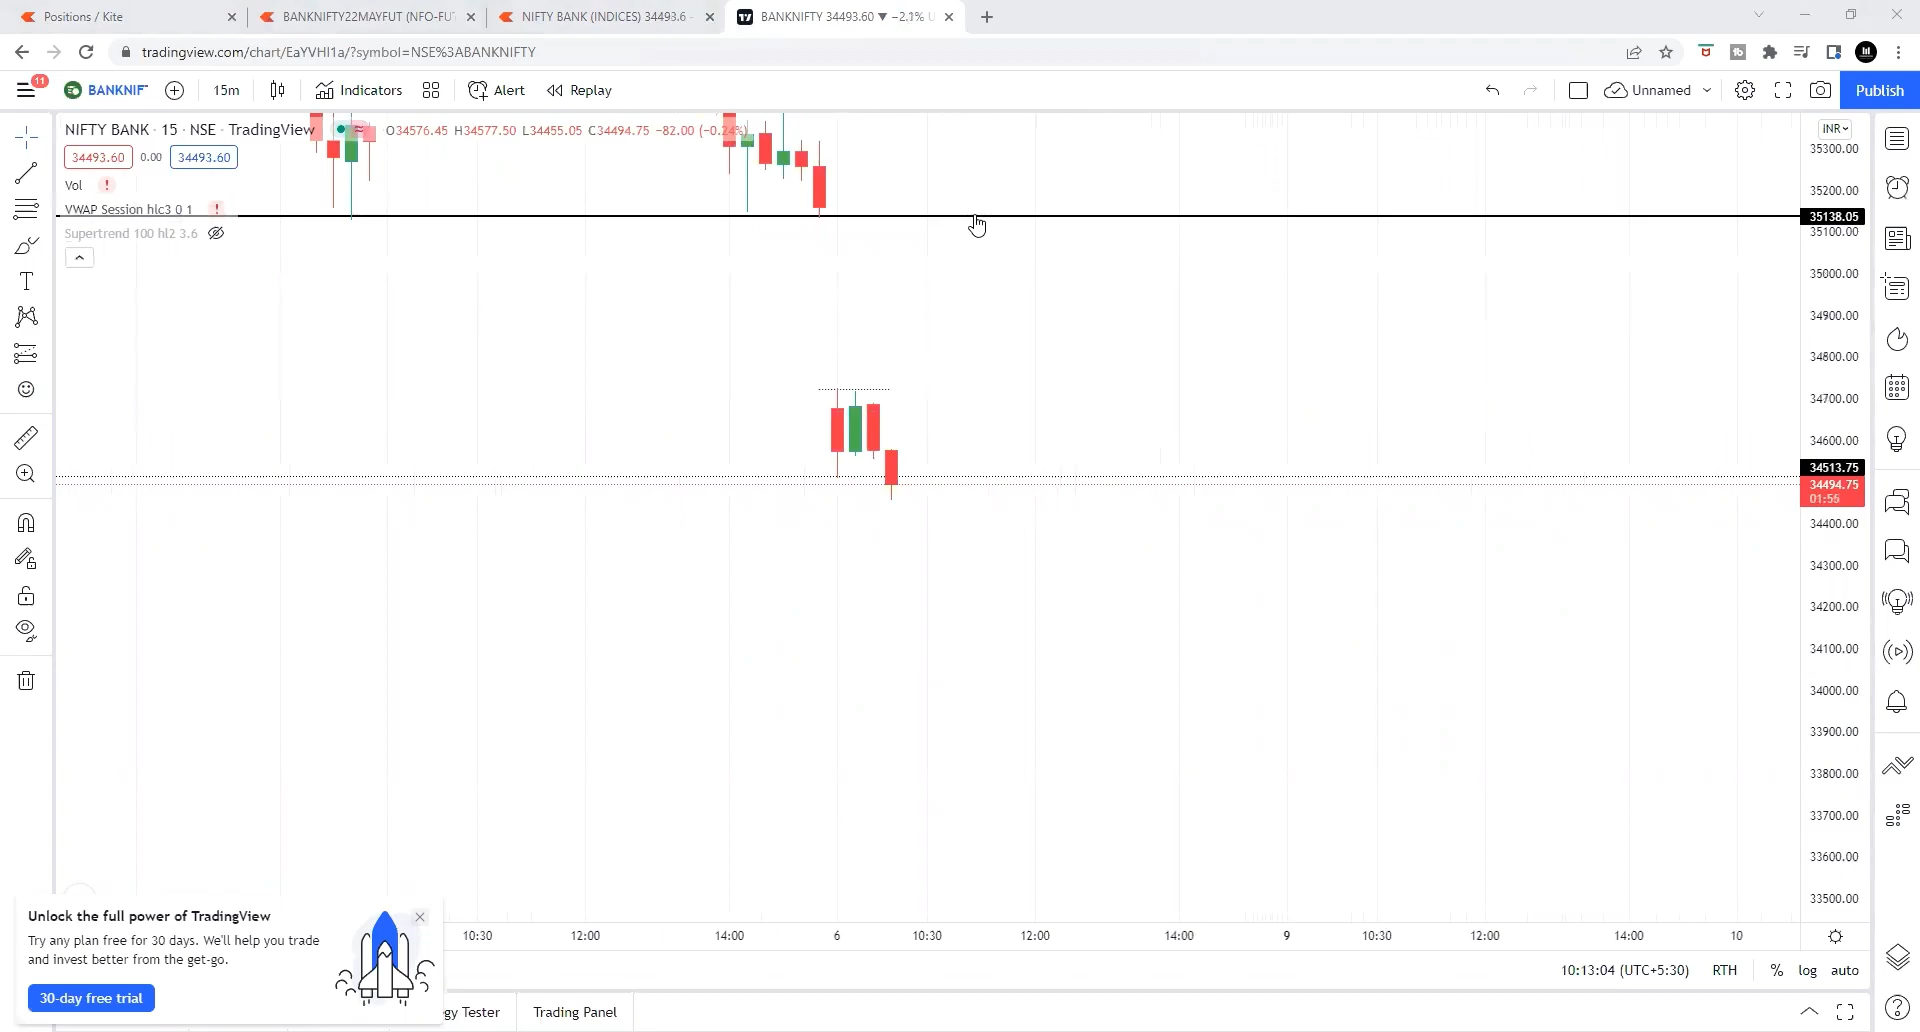 Positions / Kite
BANKNIFTY22MAYFUT (NFO-FUT
NIFTY BANK (INDICES) 34493.6 -
BANKNIFTY 34493.60 ▼ −2.1% U
tradingview.com/chart/EaYVHI1a/?symbol=NSE%3ABANKNIFTY
11
BANKNIF
15m
Indicators
Alert
Replay
Unnamed
Publish
NIFTY BANK · 15 · NSE · TradingView
O34576.45 H34577.50 L34455.05 C34494.75 −82.00 (−0.24%)
34493.60
0.00
34493.60
Vol
VWAP Session hlc3 0 1
Supertrend 100 hl2 3.6
INR
35300.00
35200.00
35138.05
35100.00
35000.00
34900.00
34800.00
34700.00
34600.00
34513.75
34494.75
01:56
34400.00
34300.00
34200.00
34100.00
34000.00
33900.00
33800.00
33700.00
33600.00
33500.00
Unlock the full power of TradingView
Try any plan free for 30 days. We'll help you trade
and invest better from the get-go.
30-day free trial
10:30
12:00
14:00
6
10:30
12:00
14:00
9
10:30
12:00
14:00
10
10:13:04 (UTC+5:30)
RTH
%
log
auto
gy Tester
Trading Panel